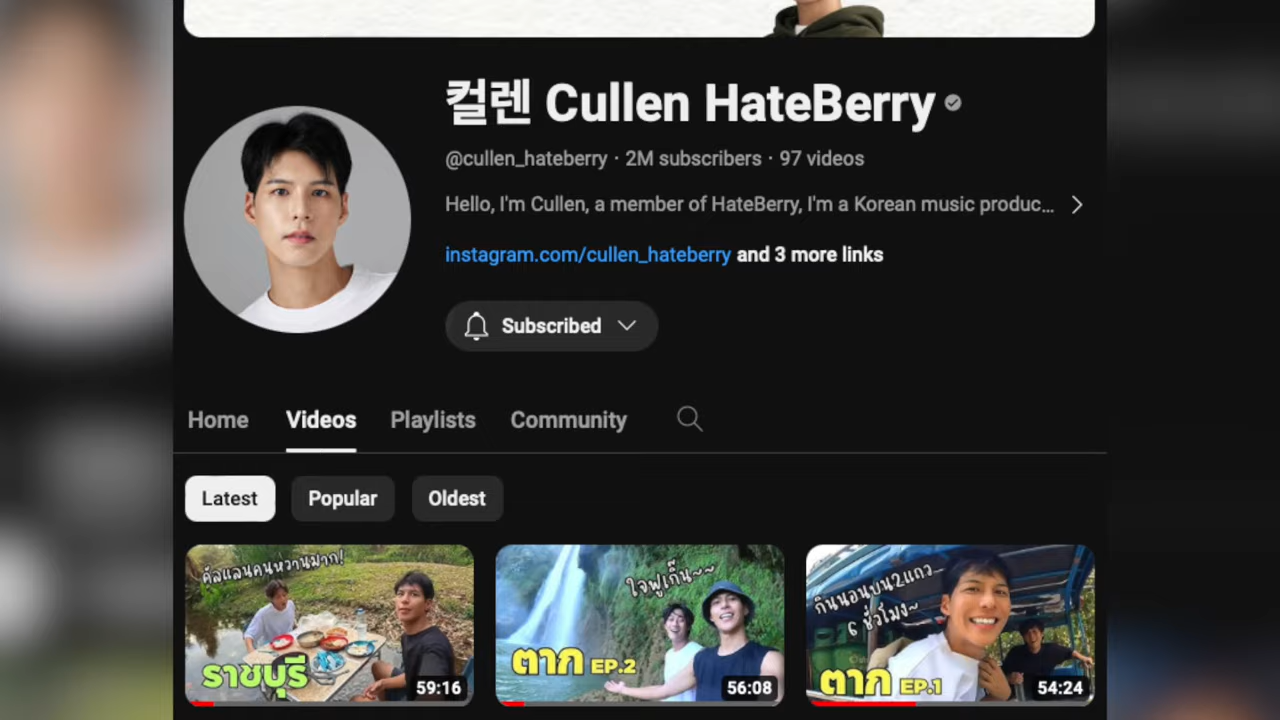 컬렌 Cullen HateBerry
@cullen_hateberry · 2M subscribers · 97 videos
Hello, I'm Cullen, a member of HateBerry, I'm a Korean music produc...
instagram.com/cullen_hateberry and 3 more links
Subscribed
Home Videos Playlists Community
Latest Popular Oldest
คัลแลนคนหวานมาก!
ราชบุรี
59:16
ใจฟูเกิ๊น~~
ตาก EP.2
56:08
กินนอนบน2แถว
6 ชั่วโมง~
ตาก EP.1
54:24